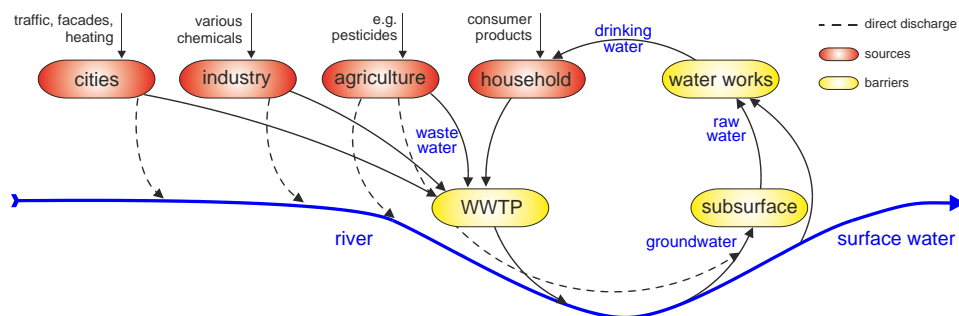 traffic, facades,
heating
various
chemicals
e.g.
pesticides
consumer
products
drinking
water
direct discharge
sources
barriers
cities
industry
agriculture
household
water works
waste
water
raw
water
WWTP
subsurface
river
groundwater
surface water